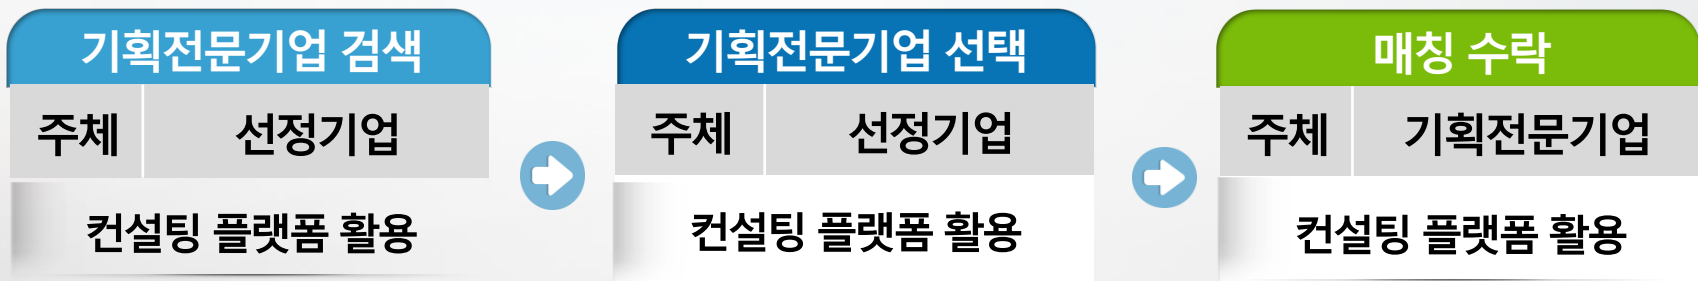 기획전문기업 검색
주체 선정기업
컨설팅 플랫폼 활용
기획전문기업 선택
주체 선정기업
컨설팅 플랫폼 활용
매칭 수락
주체 기획전문기업
컨설팅 플랫폼 활용